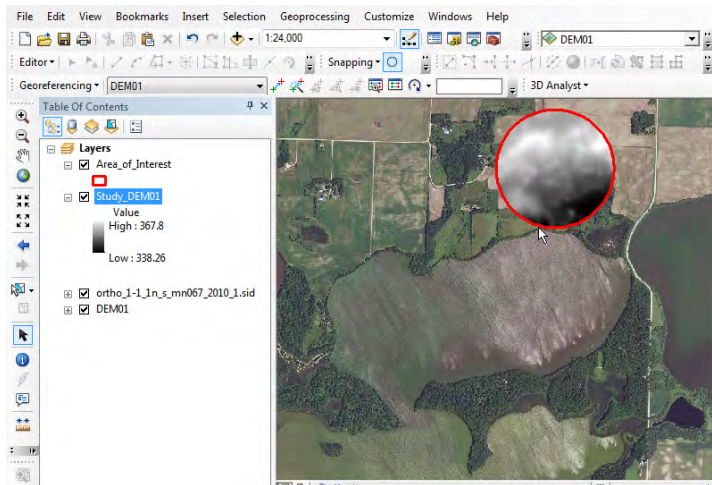 File Edit View Bookmarks Insert Selection Geoprocessing Customize Windows Help
1:24,000 DEM01
Editor Snapping
Georeferencing DEM01 3D Analyst
Table Of Contents
Layers
Area_of_Interest
Study_DEM01
Value
High : 367.8
Low : 338.26
ortho_1-1_1n_s_mn067_2010_1.sid
DEM01